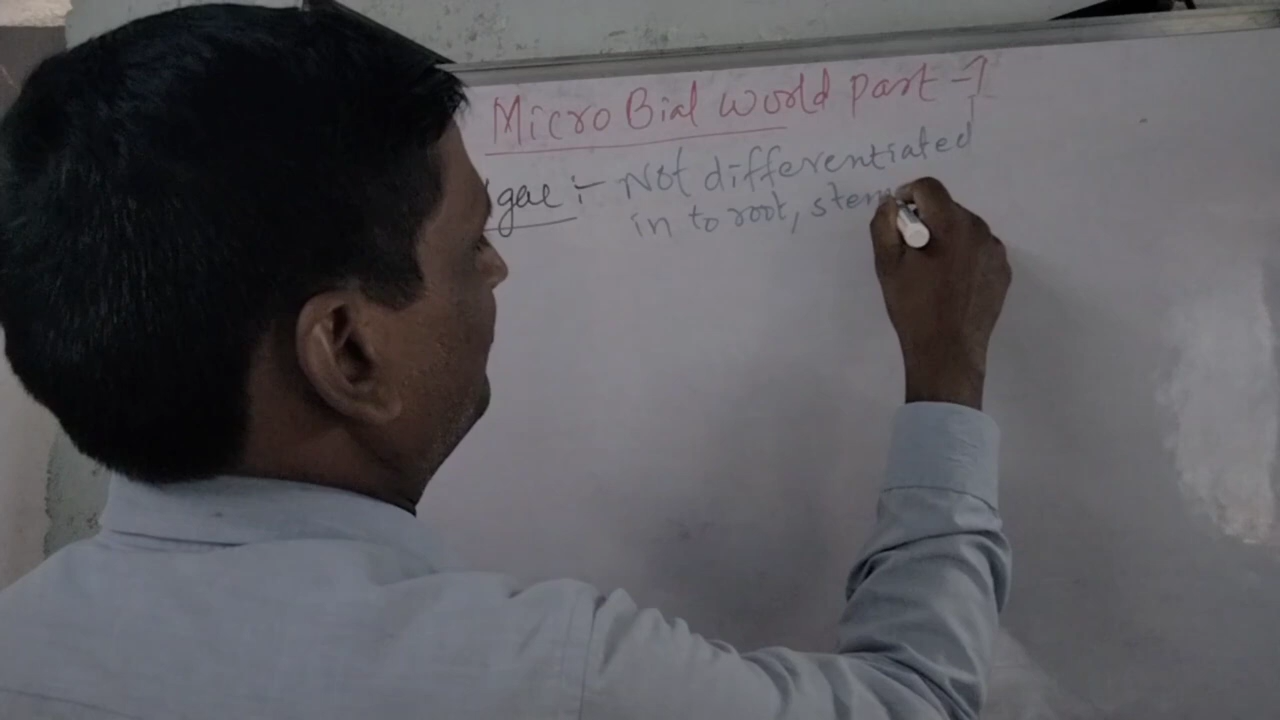 Micro Bial world part -1
gae :- Not differentiated
in to root, stem